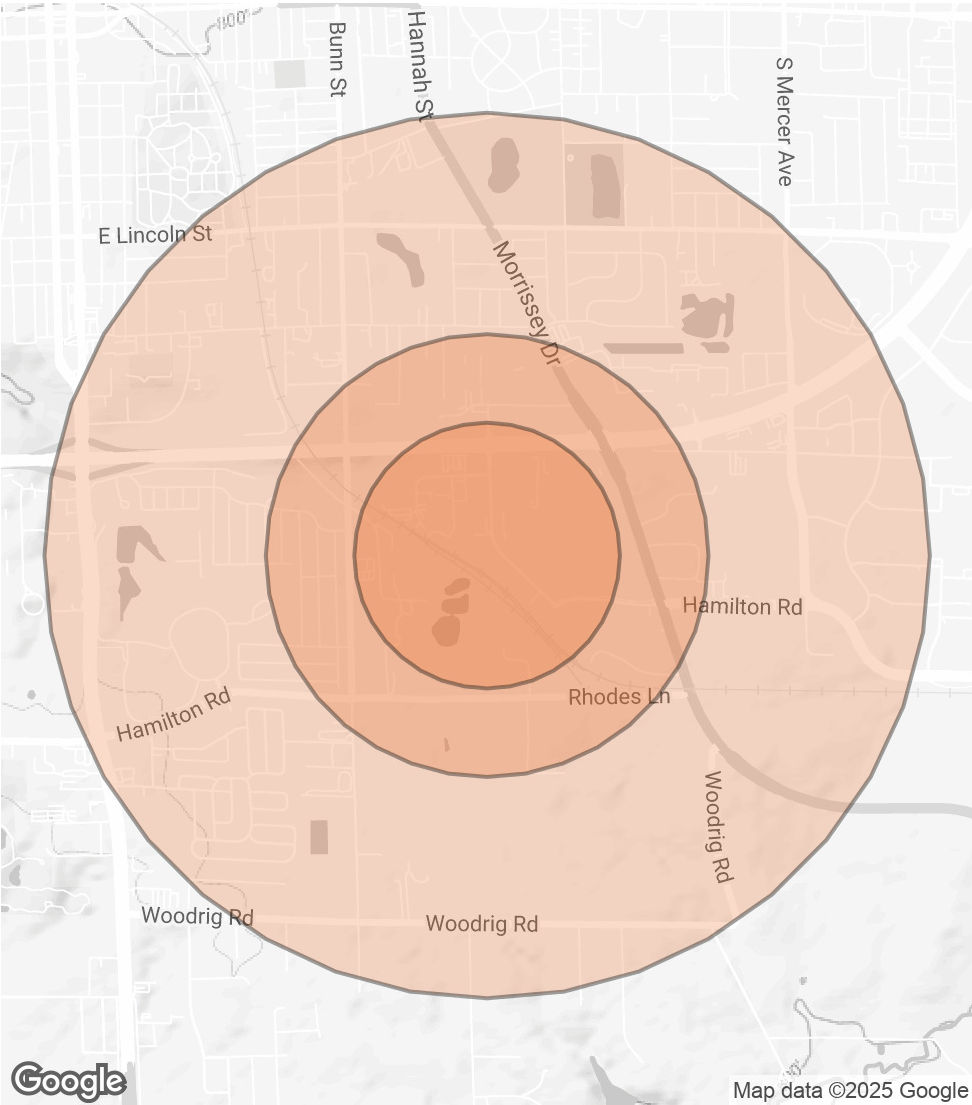 1100'
Bunn St
Hannah St
S Mercer Ave
E Lincoln St
Morrissey Dr
Hamilton Rd
Rhodes Ln
Hamilton Rd
Woodrig Rd
Woodrig Rd
Woodrig Rd
Google
Map data ©2025 Google